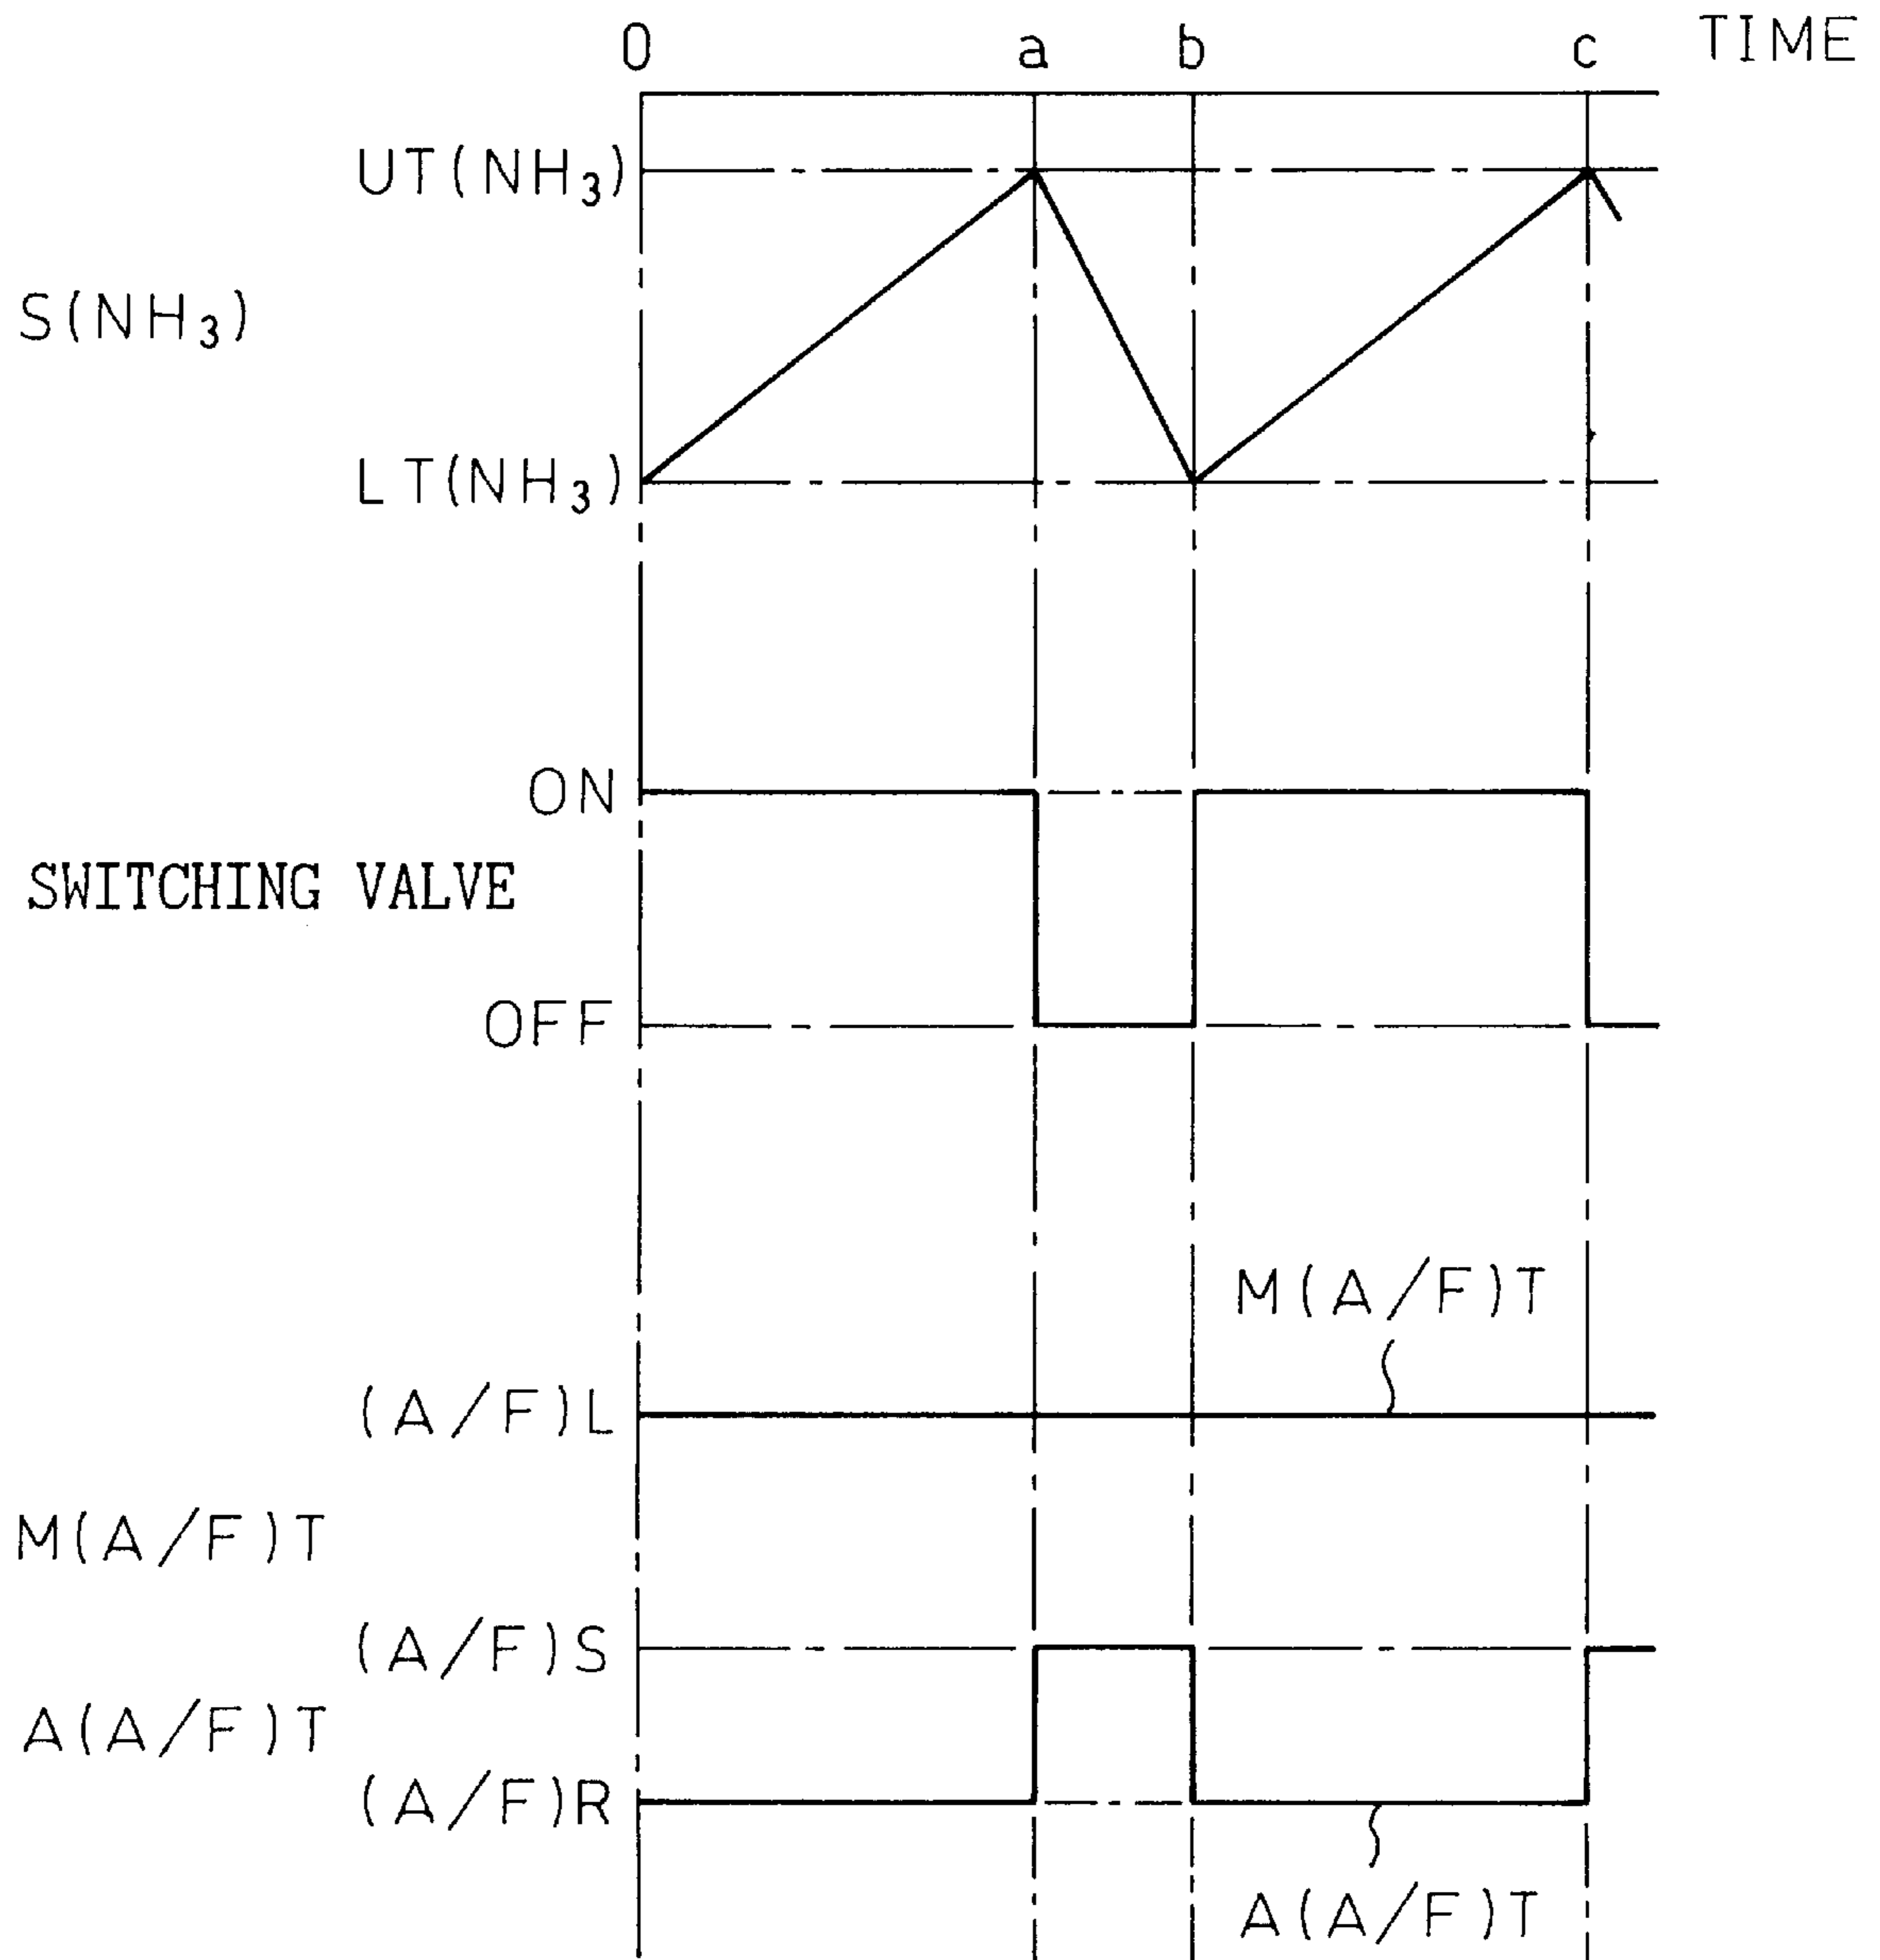 0 a b c TIME
UT(NH₃)
S(NH₃)
LT(NH₃)
ON
SWITCHING VALVE
OFF
M(A/F)T
(A/F)L
M(A/F)T
(A/F)S
A(A/F)T
(A/F)R
A(A/F)T